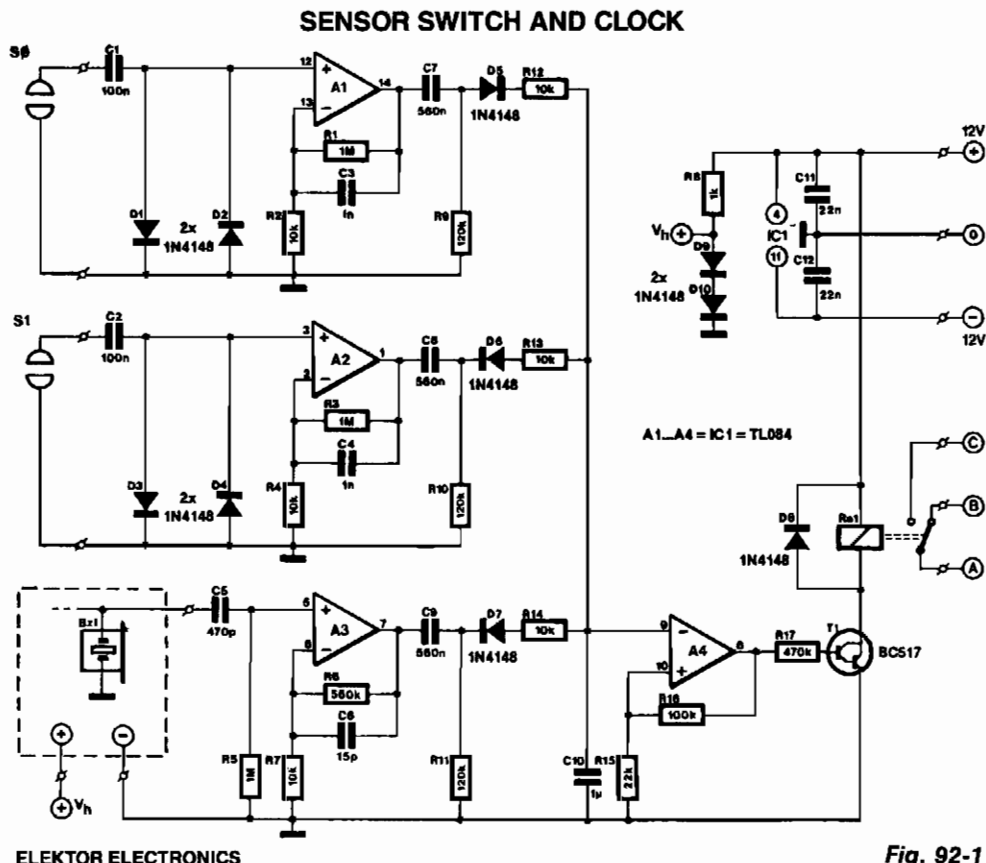 SENSOR SWITCH AND CLOCK
SØ
C1
100n
D1
2x
1N4148
D2
12
+
13
−
A1
14
R1
1M
C3
1n
R2
10k
C7
560n
R9
120k
D5
1N4148
R12
10k
S1
C2
100n
D3
2x
1N4148
D4
3
+
2
−
A2
1
R3
1M
C4
1n
R4
10k
C8
560n
R10
120k
D6
1N4148
R13
10k
Bz1
+
−
+
Vh
C5
470p
R5
1M
5
+
6
−
A3
7
R6
560k
C6
15p
R7
10k
C9
560n
R11
120k
D7
1N4148
R14
10k
C10
1µ
9
−
10
+
A4
8
R16
100k
R15
22k
R17
470k
T1
BC517
R8
1k
Vh
+
D9
2x
1N4148
D10
4
IC1
11
C11
22n
C12
22n
12V
+
0
−
12V
A1...A4 = IC1 = TL084
D8
1N4148
Re1
C
B
A
ELEKTOR ELECTRONICS
Fig. 92-1